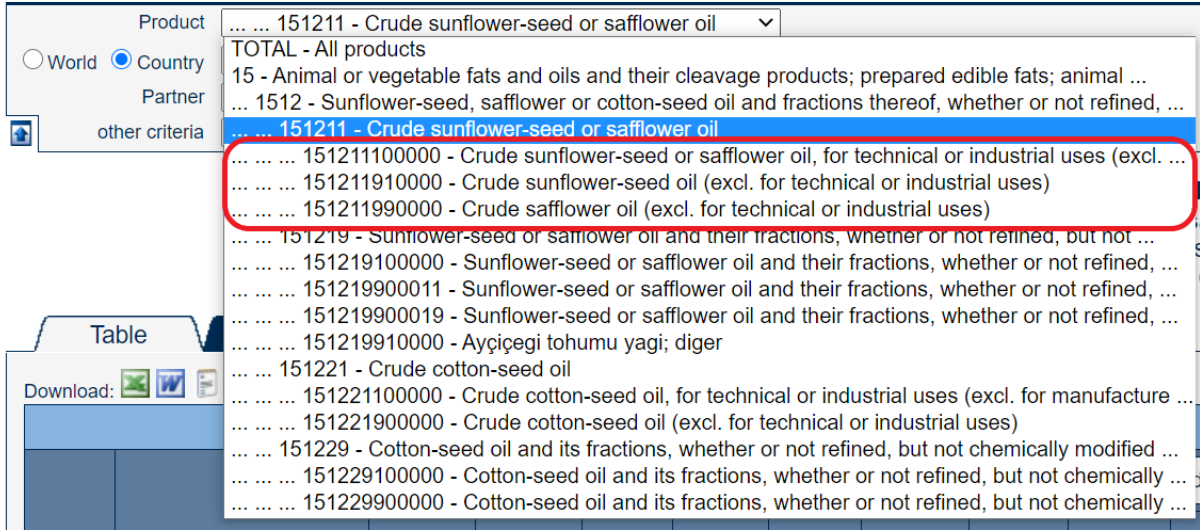 Product
... ... 151211 - Crude sunflower-seed or safflower oil
World Country
Partner
other criteria
TOTAL - All products
15 - Animal or vegetable fats and oils and their cleavage products; prepared edible fats; animal ...
... 1512 - Sunflower-seed, safflower or cotton-seed oil and fractions thereof, whether or not refined, ...
... ... 151211 - Crude sunflower-seed or safflower oil
... ... ... 151211100000 - Crude sunflower-seed or safflower oil, for technical or industrial uses (excl. ...
... ... ... 151211910000 - Crude sunflower-seed oil (excl. for technical or industrial uses)
... ... ... 151211990000 - Crude safflower oil (excl. for technical or industrial uses)
... ... 151219 - Sunflower-seed or safflower oil and their fractions, whether or not refined, but not ...
... ... ... 151219100000 - Sunflower-seed or safflower oil and their fractions, whether or not refined, ...
... ... ... 151219900011 - Sunflower-seed or safflower oil and their fractions, whether or not refined, ...
... ... ... 151219900019 - Sunflower-seed or safflower oil and their fractions, whether or not refined, ...
... ... ... 151219910000 - Ayçiçegi tohumu yagi; diger
... ... 151221 - Crude cotton-seed oil
... ... ... 151221100000 - Crude cotton-seed oil, for technical or industrial uses (excl. for manufacture ...
... ... ... 151221900000 - Crude cotton-seed oil (excl. for technical or industrial uses)
... ... 151229 - Cotton-seed oil and its fractions, whether or not refined, but not chemically modified ...
... ... ... 151229100000 - Cotton-seed oil and its fractions, whether or not refined, but not chemically ...
... ... ... 151229900000 - Cotton-seed oil and its fractions, whether or not refined, but not chemically ...
Table
Download: